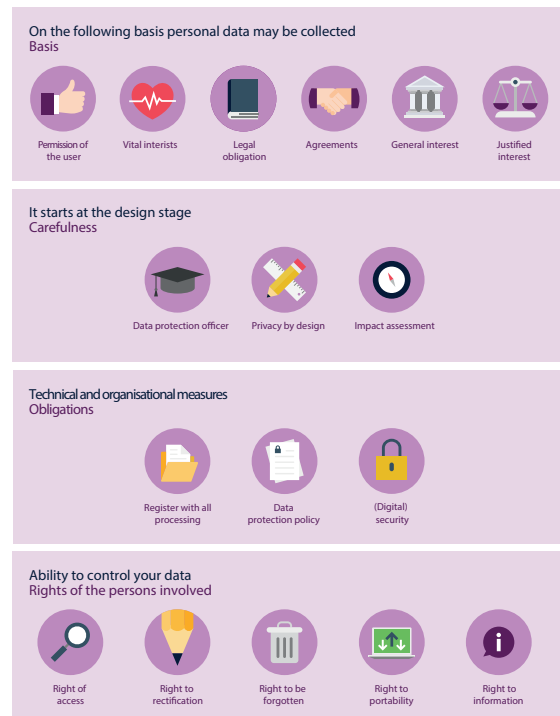 On the following basis personal data may be collected
Basis
Permission of
the user
Vital interists
Legal
obligation
Agreements
General interest
Justified
interest
It starts at the design stage
Carefulness
Data protection officer
Privacy by design
Impact assessment
Technical and organisational measures
Obligations
Register with all
processing
Data
protection policy
(Digital)
security
Ability to control your data
Rights of the persons involved
Right of
access
Right to
rectification
Right to be
forgotten
Right to
portability
i
Right to
information